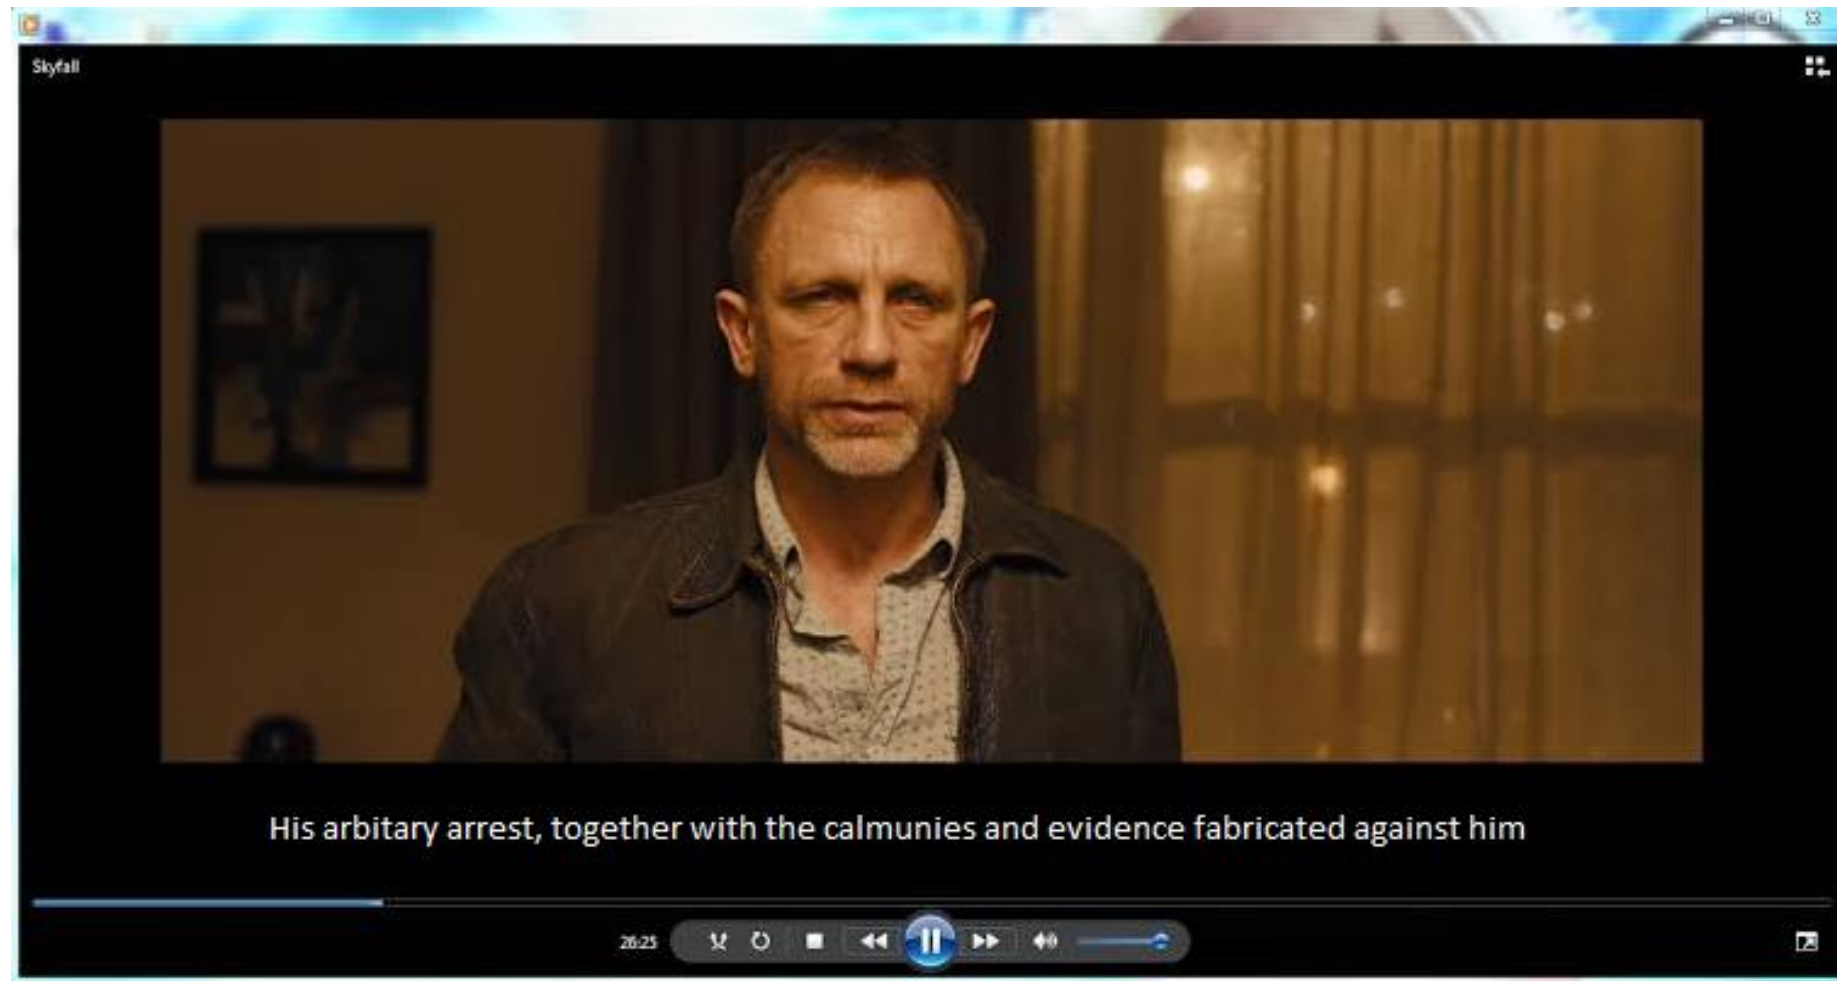 Skyfall
His arbitary arrest, together with the calmunies and evidence fabricated against him
26:25